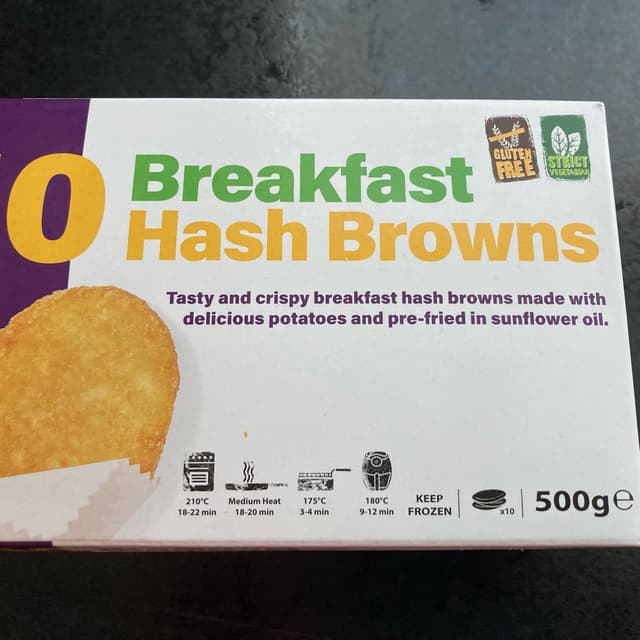 10
Breakfast
Hash Browns
GLUTEN
FREE
STRICT
VEGETARIAN
Tasty and crispy breakfast hash browns made with
delicious potatoes and pre-fried in sunflower oil.
210°C
18-22 min
Medium Heat
18-20 min
175°C
3-4 min
180°C
9-12 min
KEEP
FROZEN
x10
500g℮